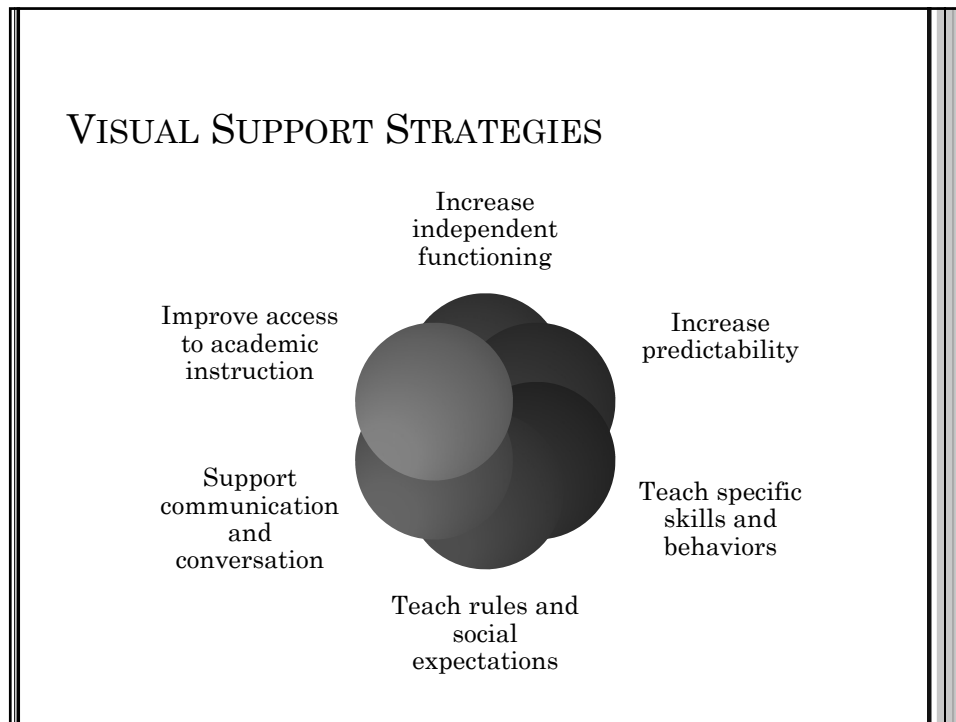 VISUAL SUPPORT STRATEGIES
Increase
independent
functioning
Increase
predictability
Teach specific
skills and
behaviors
Teach rules and
social
expectations
Support
communication
and
conversation
Improve access
to academic
instruction